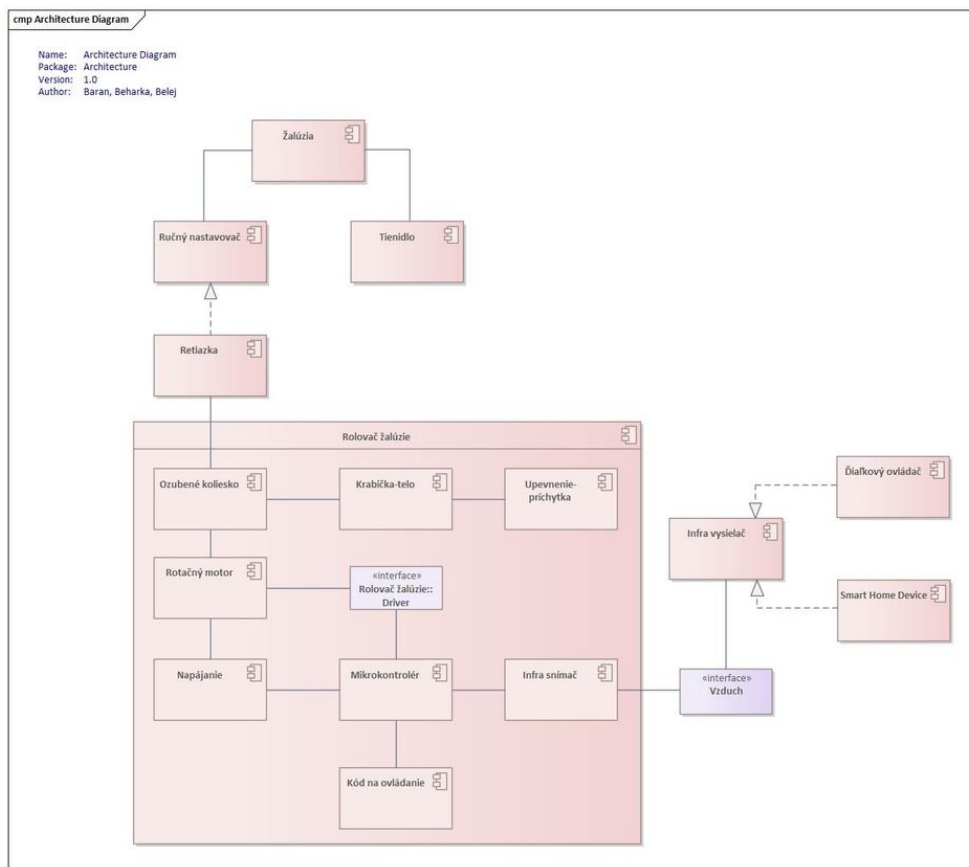 cmp Architecture Diagram
Name: Architecture Diagram
Package: Architecture
Version: 1.0
Author: Baran, Beharka, Belej
Žalúzia
Ručný nastavovač
Tienidlo
Retiazka
Rolovač žalúzie
Ozubené koliesko
Krabička-telo
Upevnenie-
príchytka
Ďiaľkový ovládač
Infra vysielač
Rotačný motor
«interface»
Rolovač žalúzie::
Driver
Smart Home Device
Napájanie
Mikrokontrolér
Infra snímač
«interface»
Vzduch
Kód na ovládanie